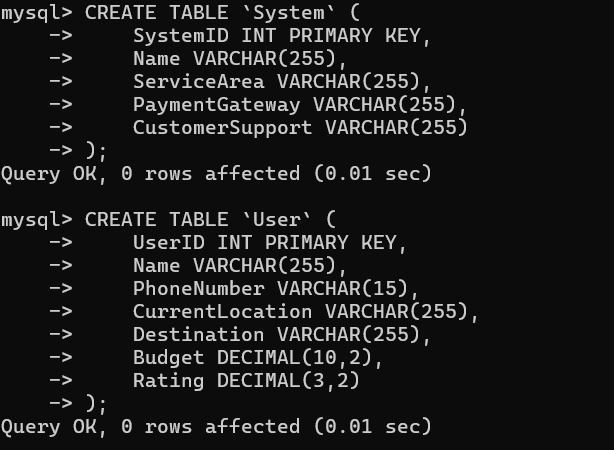 mysql> CREATE TABLE `System` (
    ->     SystemID INT PRIMARY KEY,
    ->     Name VARCHAR(255),
    ->     ServiceArea VARCHAR(255),
    ->     PaymentGateway VARCHAR(255),
    ->     CustomerSupport VARCHAR(255)
    -> );
Query OK, 0 rows affected (0.01 sec)

mysql> CREATE TABLE `User` (
    ->     UserID INT PRIMARY KEY,
    ->     Name VARCHAR(255),
    ->     PhoneNumber VARCHAR(15),
    ->     CurrentLocation VARCHAR(255),
    ->     Destination VARCHAR(255),
    ->     Budget DECIMAL(10,2),
    ->     Rating DECIMAL(3,2)
    -> );
Query OK, 0 rows affected (0.01 sec)